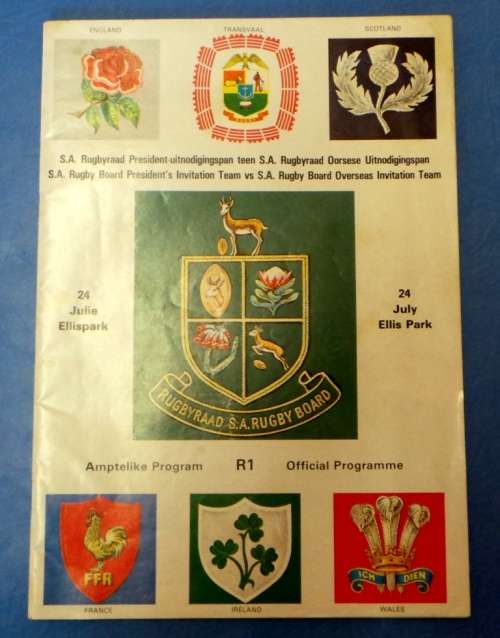 ENGLAND
TRANSVAAL
SCOTLAND
S.A. Rugbyraad President-uitnodigingspan teen S.A. Rugbyraad Oorsese Uitnodigingspan
S.A. Rugby Board President's Invitation Team vs S.A. Rugby Board Overseas Invitation Team
24
Julie
Ellispark
24
July
Ellis Park
RUGBYRAAD S.A. RUGBY BOARD
Amptelike Program R1 Official Programme
FFR
ICH DIEN
FRANCE
IRELAND
WALES